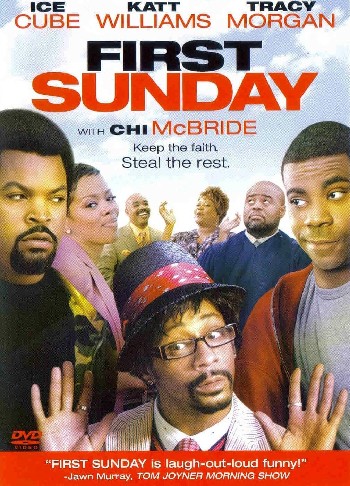 ICE KATT TRACY
CUBE WILLIAMS MORGAN
FIRST
SUNDAY
WITH CHI McBRIDE
Keep the faith.
Steal the rest.
DVD
VIDEO
"FIRST SUNDAY is laugh-out-loud funny!"
-Jawn Murray, TOM JOYNER MORNING SHOW